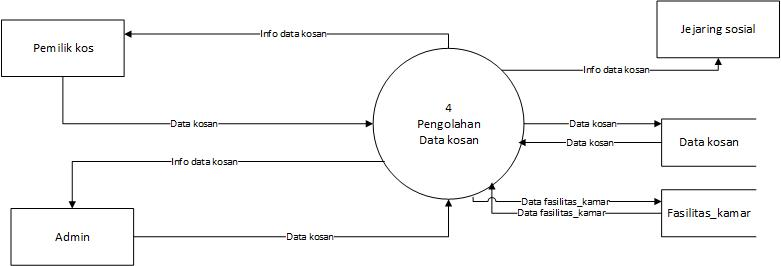 Jejaring sosial
Info data kosan
Pemilik kos
Info data kosan
4
Pengolahan
Data kosan
Data kosan
Data kosan
Data kosan
Data kosan
Info data kosan
Data fasilitas_kamar
Data fasilitas_kamar
Fasilitas_kamar
Admin
Data kosan